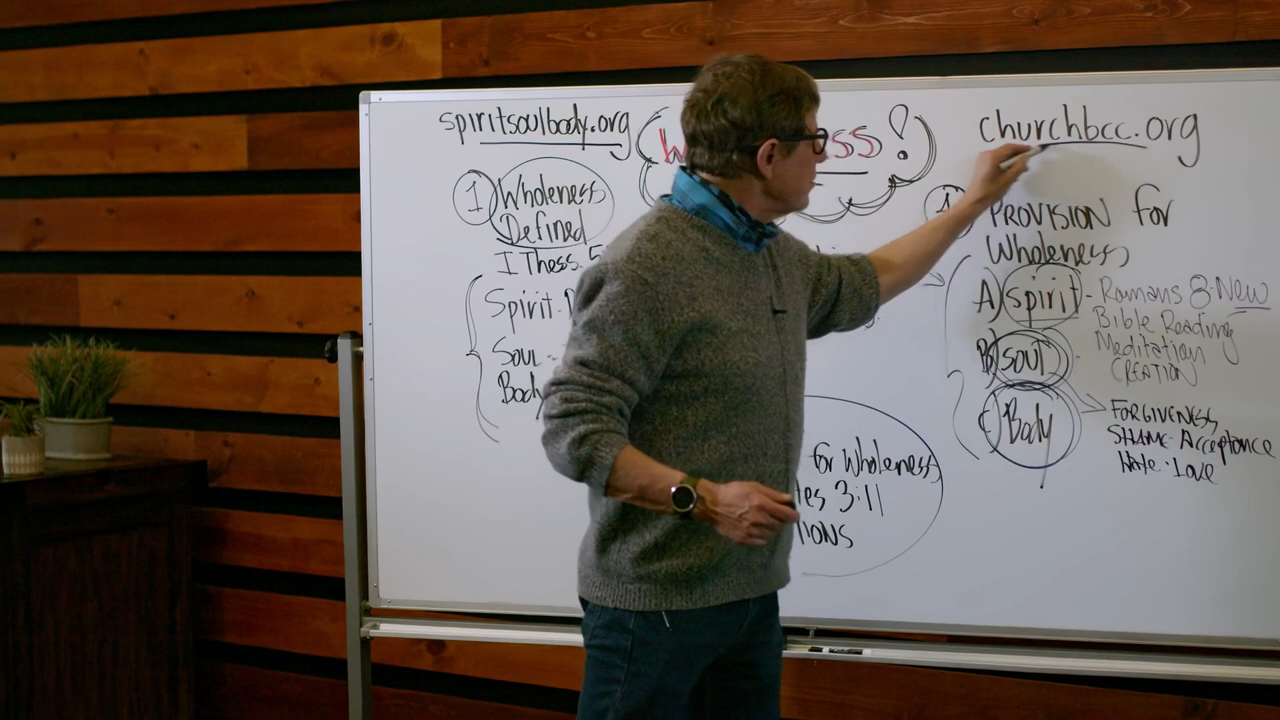 spiritsoulbody.org
W ss?
churchbcc.org
1 Wholeness
Defined
I Thess. 5
Spirit -
Soul -
Body
for Wholeness
les 3:11
IONS
PROVISION for
Wholeness
A) spirit - Romans 8 - New
Bible Reading
Meditation
CREATION
B) soul
C) Body
FORGIVENESS
SHAME - Acceptance
Hate - Love